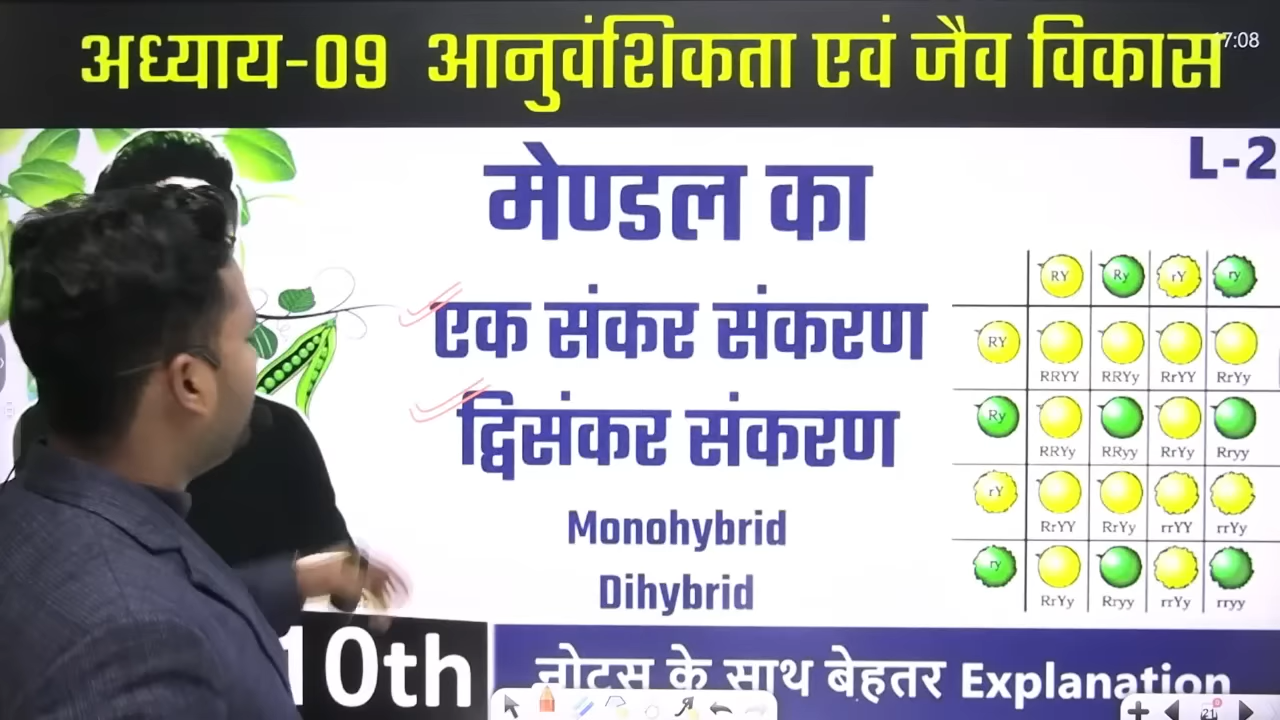 अध्याय-09 आनुवंशिकता एवं जैव विकास
17:08
L-2
मेण्डल का
एक संकर संकरण
द्विसंकर संकरण
Monohybrid
Dihybrid
RY Ry rY ry
RY
RRYY RRYy RrYY RrYy
Ry
RRYy RRyy RrYy Rryy
rY
RrYY RrYy rrYY rrYy
ry
RrYy Rryy rrYy rryy
10th
नोट्स के साथ बेहतर Explanation
21